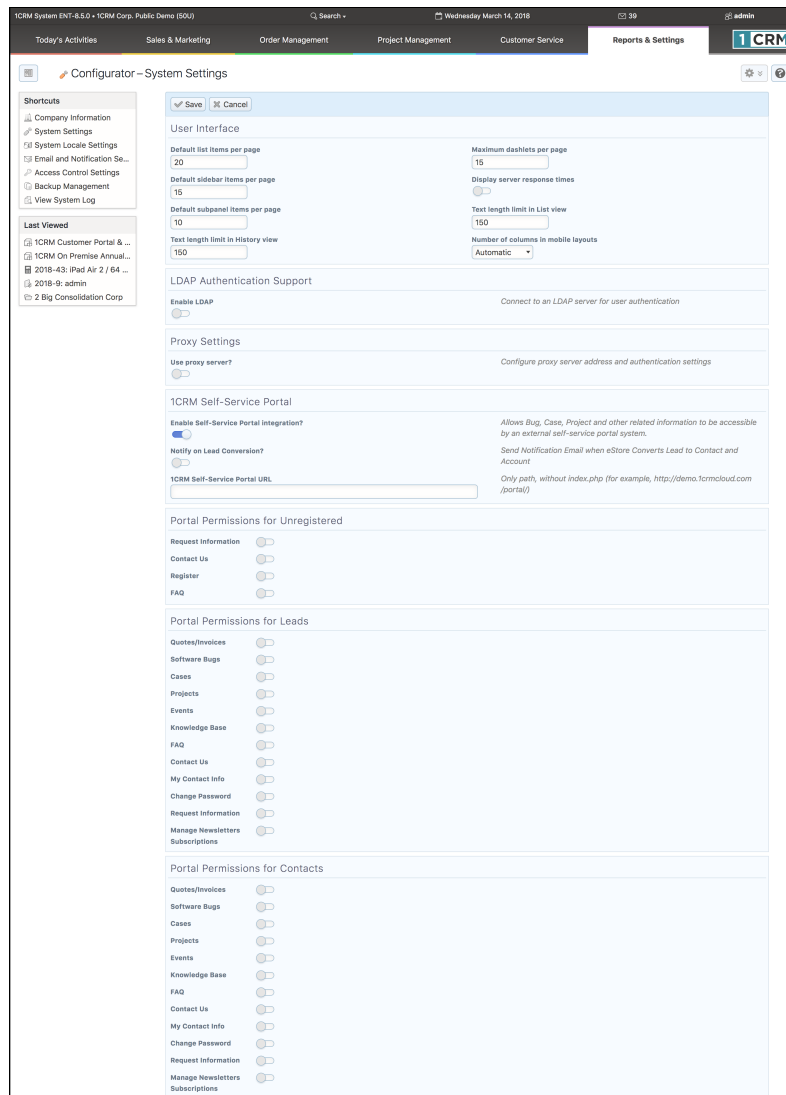 1CRM System ENT-8.5.0 • 1CRM Corp. Public Demo (50U) Search Wednesday March 14, 2018 39 admin
Today's Activities Sales & Marketing Order Management Project Management Customer Service Reports & Settings 1 CRM
Configurator – System Settings
Shortcuts
Company Information
System Settings
System Locale Settings
Email and Notification Se...
Access Control Settings
Backup Management
View System Log
Last Viewed
1CRM Customer Portal & ...
1CRM On Premise Annual...
2018-43: iPad Air 2 / 64 ...
2018-9: admin
2 Big Consolidation Corp
Save Cancel
User Interface
Default list items per page Maximum dashlets per page
20 15
Default sidebar items per page Display server response times
15
Default subpanel items per page Text length limit in List view
10 150
Text length limit in History view Number of columns in mobile layouts
150 Automatic
LDAP Authentication Support
Enable LDAP Connect to an LDAP server for user authentication
Proxy Settings
Use proxy server? Configure proxy server address and authentication settings
1CRM Self-Service Portal
Enable Self-Service Portal integration? Allows Bug, Case, Project and other related information to be accessible
by an external self-service portal system.
Notify on Lead Conversion? Send Notification Email when eStore Converts Lead to Contact and
Account
1CRM Self-Service Portal URL Only path, without index.php (for example, http://demo.1crmcloud.com
/portal/)
Portal Permissions for Unregistered
Request Information
Contact Us
Register
FAQ
Portal Permissions for Leads
Quotes/Invoices
Software Bugs
Cases
Projects
Events
Knowledge Base
FAQ
Contact Us
My Contact Info
Change Password
Request Information
Manage Newsletters
Subscriptions
Portal Permissions for Contacts
Quotes/Invoices
Software Bugs
Cases
Projects
Events
Knowledge Base
FAQ
Contact Us
My Contact Info
Change Password
Request Information
Manage Newsletters
Subscriptions